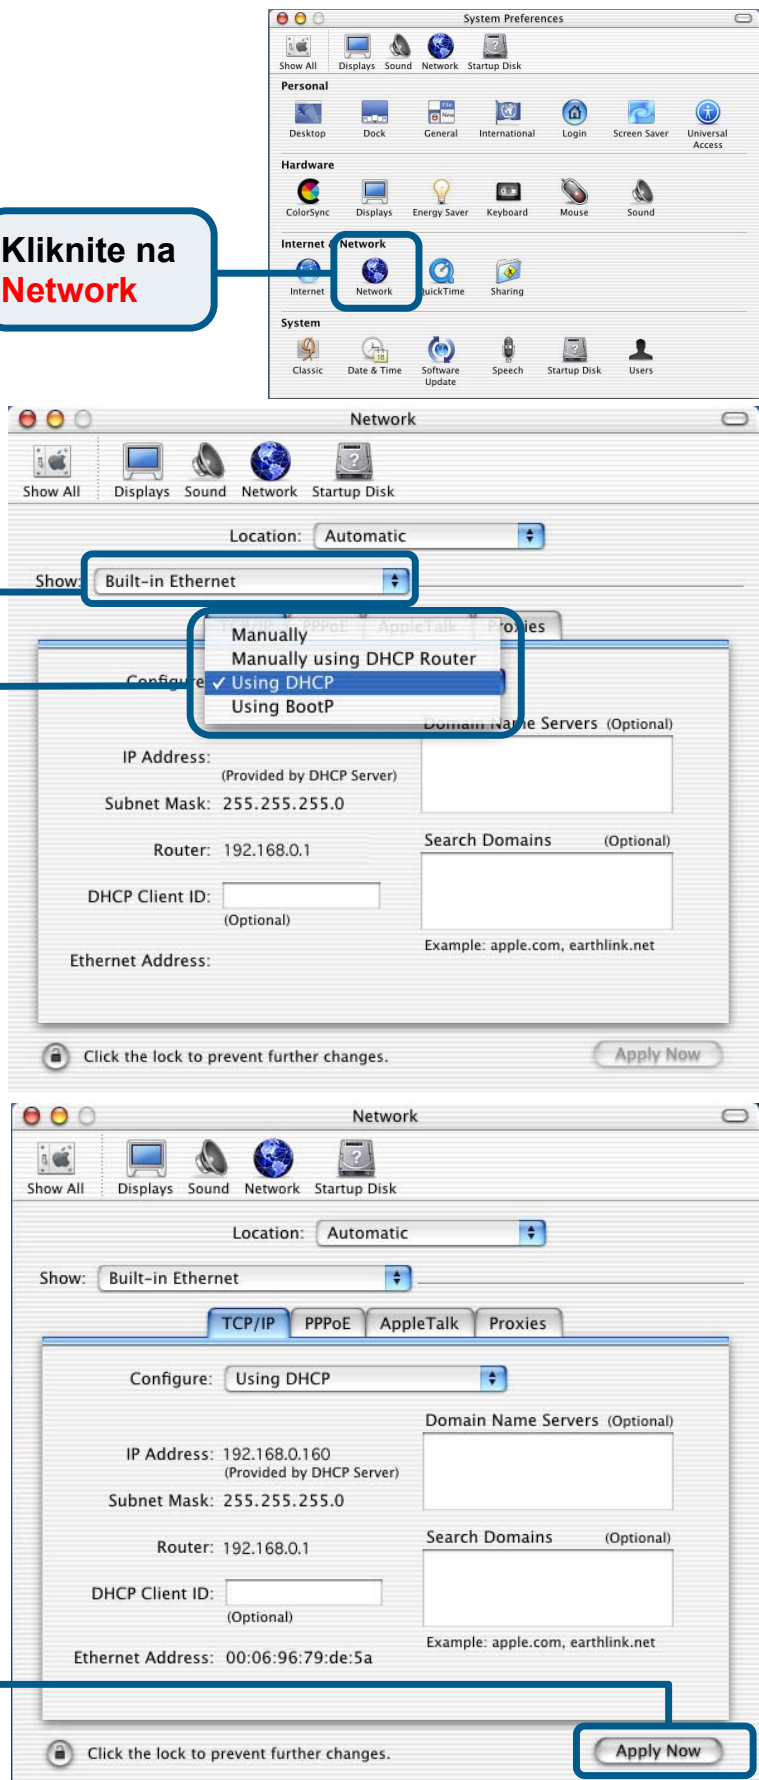 System Preferences
Show All Displays Sound Network Startup Disk
Personal
File
New
Desktop Dock General International Login Screen Saver Universal Access
Hardware
ColorSync Displays Energy Saver Keyboard Mouse Sound
Kliknite na
Network
Internet & Network
Internet Network QuickTime Sharing
System
18
Classic Date & Time Software Update Speech Startup Disk Users
Network
Show All Displays Sound Network Startup Disk
Location: Automatic
Show: Built-in Ethernet
TCP/IP PPPoE AppleTalk Proxies
Manually
Manually using DHCP Router
Configure ✓ Using DHCP
Using BootP
Domain Name Servers (Optional)
IP Address:
(Provided by DHCP Server)
Subnet Mask: 255.255.255.0
Search Domains (Optional)
Router: 192.168.0.1
DHCP Client ID:
(Optional)
Example: apple.com, earthlink.net
Ethernet Address:
Click the lock to prevent further changes.
Apply Now
Network
Show All Displays Sound Network Startup Disk
Location: Automatic
Show: Built-in Ethernet
TCP/IP PPPoE AppleTalk Proxies
Configure: Using DHCP
Domain Name Servers (Optional)
IP Address: 192.168.0.160
(Provided by DHCP Server)
Subnet Mask: 255.255.255.0
Search Domains (Optional)
Router: 192.168.0.1
DHCP Client ID:
(Optional)
Example: apple.com, earthlink.net
Ethernet Address: 00:06:96:79:de:5a
Click the lock to prevent further changes.
Apply Now